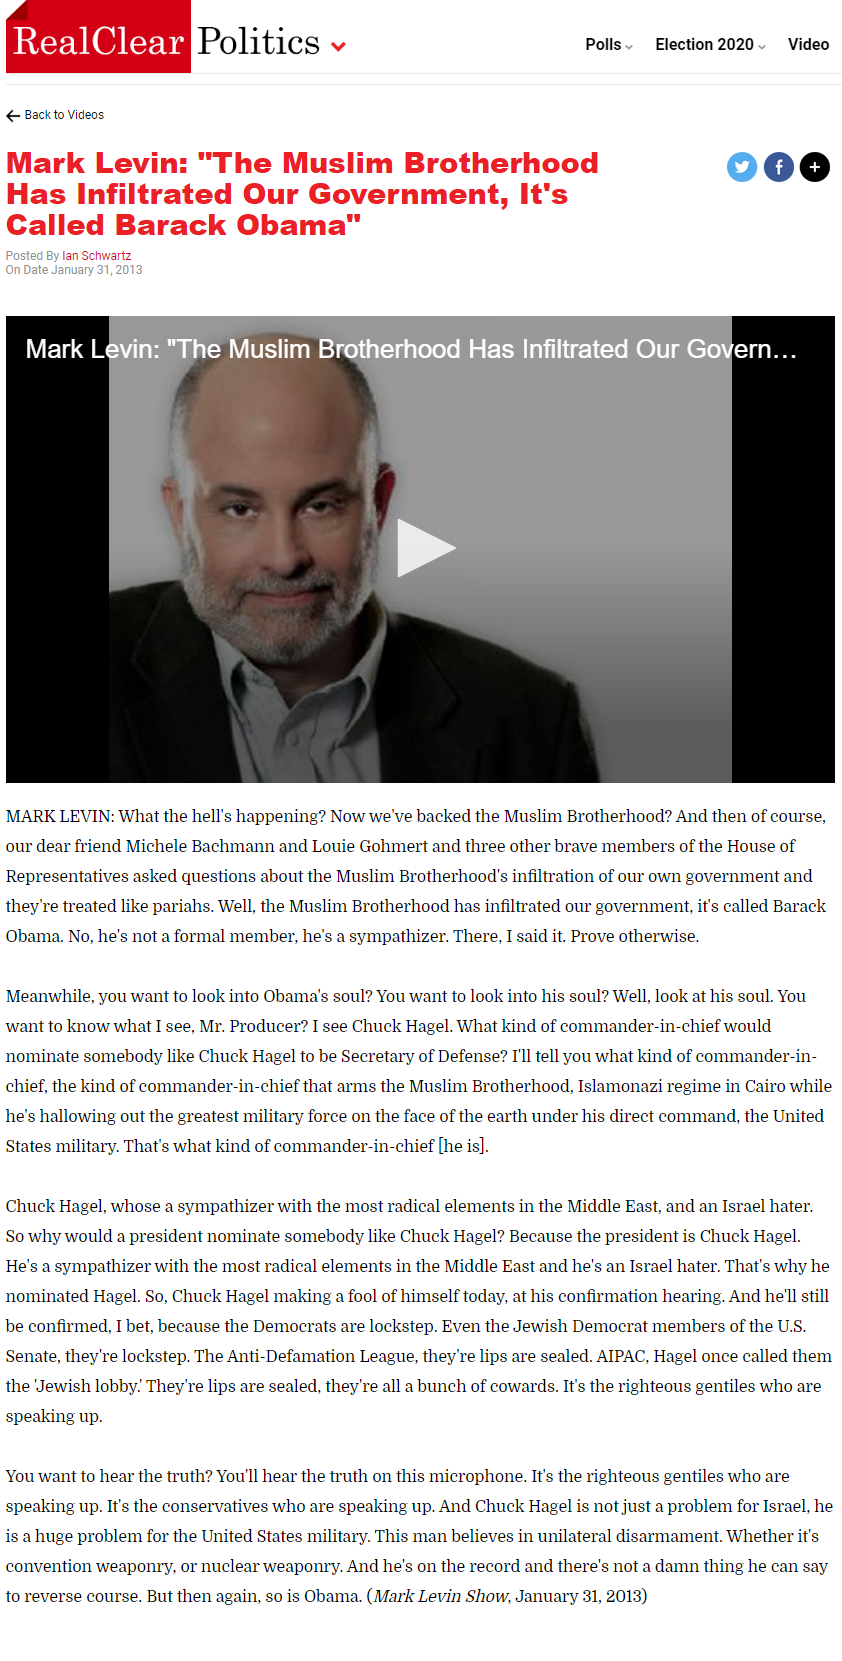 RealClear Politics
Polls Election 2020 Video
Back to Videos
Mark Levin: "The Muslim Brotherhood
Has Infiltrated Our Government, It's
Called Barack Obama"
Posted By Ian Schwartz
On Date January 31, 2013
Mark Levin: "The Muslim Brotherhood Has Infiltrated Our Govern...
MARK LEVIN: What the hell's happening? Now we've backed the Muslim Brotherhood? And then of course,
our dear friend Michele Bachmann and Louie Gohmert and three other brave members of the House of
Representatives asked questions about the Muslim Brotherhood's infiltration of our own government and
they're treated like pariahs. Well, the Muslim Brotherhood has infiltrated our government, it's called Barack
Obama. No, he's not a formal member, he's a sympathizer. There, I said it. Prove otherwise.
Meanwhile, you want to look into Obama's soul? You want to look into his soul? Well, look at his soul. You
want to know what I see, Mr. Producer? I see Chuck Hagel. What kind of commander-in-chief would
nominate somebody like Chuck Hagel to be Secretary of Defense? I'll tell you what kind of commander-in-
chief, the kind of commander-in-chief that arms the Muslim Brotherhood, Islamonazi regime in Cairo while
he's hallowing out the greatest military force on the face of the earth under his direct command, the United
States military. That's what kind of commander-in-chief [he is].
Chuck Hagel, whose a sympathizer with the most radical elements in the Middle East, and an Israel hater.
So why would a president nominate somebody like Chuck Hagel? Because the president is Chuck Hagel.
He's a sympathizer with the most radical elements in the Middle East and he's an Israel hater. That's why he
nominated Hagel. So, Chuck Hagel making a fool of himself today, at his confirmation hearing. And he'll still
be confirmed, I bet, because the Democrats are lockstep. Even the Jewish Democrat members of the U.S.
Senate, they're lockstep. The Anti-Defamation League, they're lips are sealed. AIPAC, Hagel once called them
the 'Jewish lobby.' They're lips are sealed, they're all a bunch of cowards. It's the righteous gentiles who are
speaking up.
You want to hear the truth? You'll hear the truth on this microphone. It's the righteous gentiles who are
speaking up. It's the conservatives who are speaking up. And Chuck Hagel is not just a problem for Israel, he
is a huge problem for the United States military. This man believes in unilateral disarmament. Whether it's
convention weaponry, or nuclear weaponry. And he's on the record and there's not a damn thing he can say
to reverse course. But then again, so is Obama. (Mark Levin Show, January 31, 2013)